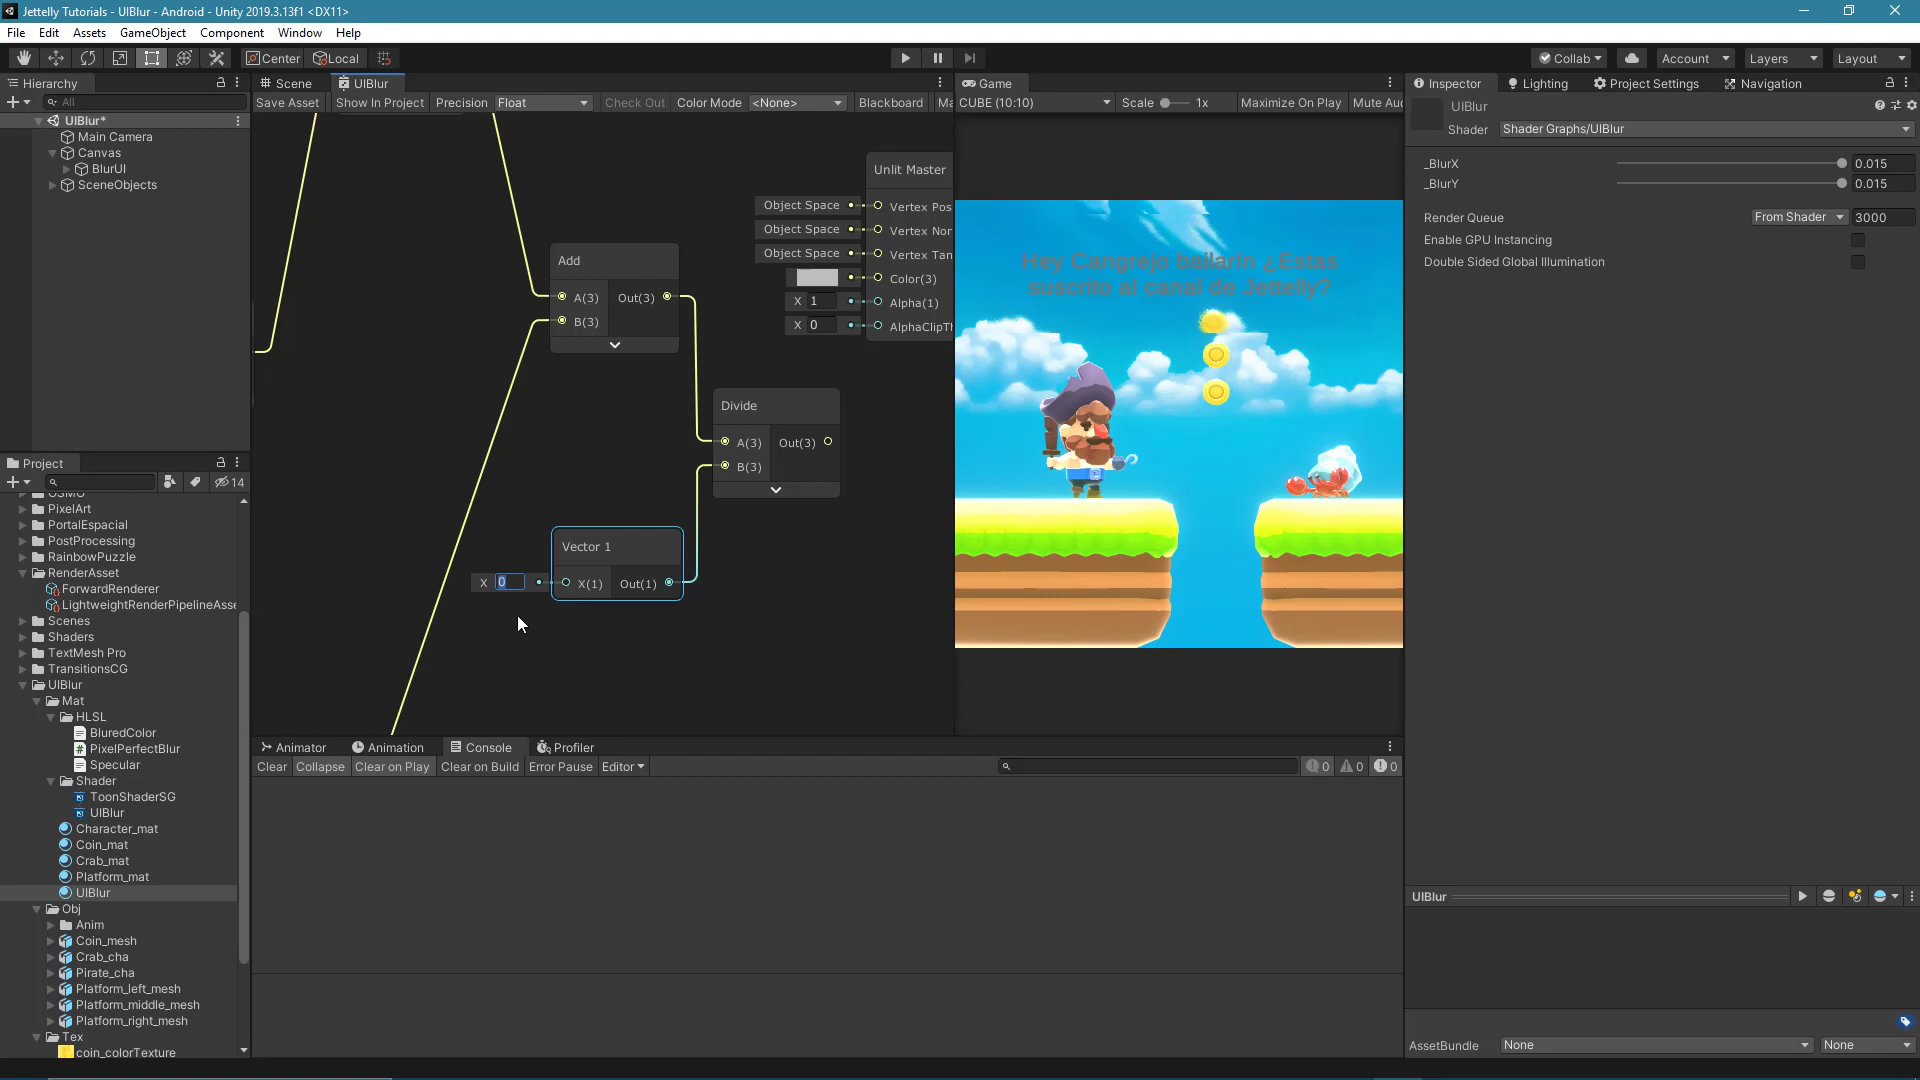 Jettelly Tutorials - UIBlur - Android - Unity 2019.3.13f1 <DX11>
File Edit Assets GameObject Component Window Help
Center Local Collab Account Layers Layout
Hierarchy
All
UIBlur*
Main Camera
Canvas
BlurUI
SceneObjects
Scene UIBlur
Save Asset Show In Project Precision Float Check Out Color Mode <None> Blackboard Ma
Add
A(3) Out(3)
B(3)
Divide
A(3) Out(3)
B(3)
Vector 1
X 0 X(1) Out(1)
Unlit Master
Object Space Vertex Pos
Object Space Vertex Nor
Object Space Vertex Tan
Color(3)
X 1 Alpha(1)
X 0 AlphaClipTh
Game
CUBE (10:10) Scale 1x Maximize On Play Mute Au
Hey Cangrejo bailarín ¿Estas
suscrito al canal de Jettelly?
Inspector Lighting Project Settings Navigation
UIBlur
Shader Shader Graphs/UIBlur
_BlurX 0.015
_BlurY 0.015
Render Queue From Shader 3000
Enable GPU Instancing
Double Sided Global Illumination
Project
14
PixelArt
PortalEspacial
PostProcessing
RainbowPuzzle
RenderAsset
ForwardRenderer
LightweightRenderPipelineAsse
Scenes
Shaders
TextMesh Pro
TransitionsCG
UIBlur
Mat
HLSL
BluredColor
PixelPerfectBlur
Specular
Shader
ToonShaderSG
UIBlur
Character_mat
Coin_mat
Crab_mat
Platform_mat
UIBlur
Obj
Anim
Coin_mesh
Crab_cha
Pirate_cha
Platform_left_mesh
Platform_middle_mesh
Platform_right_mesh
Tex
coin_colorTexture
Animator Animation Console Profiler
Clear Collapse Clear on Play Clear on Build Error Pause Editor 0 0 0
UIBlur
AssetBundle None None